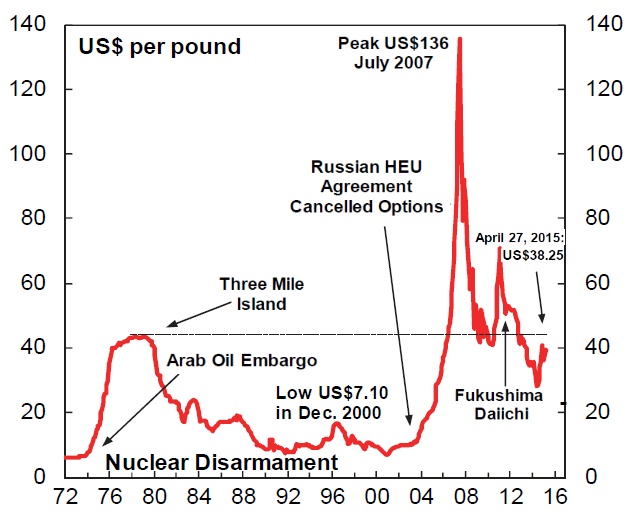 140
120
100
80
60
40
20
0
US$ per pound
Peak US$136
July 2007
Russian HEU
Agreement
Cancelled Options
April 27, 2015:
US$38.25
Three Mile
Island
Arab Oil Embargo
Low US$7.10
in Dec. 2000
Fukushima
Daiichi
Nuclear Disarmament
140
120
100
80
60
40
20
0
72 76 80 84 88 92 96 00 04 08 12 16